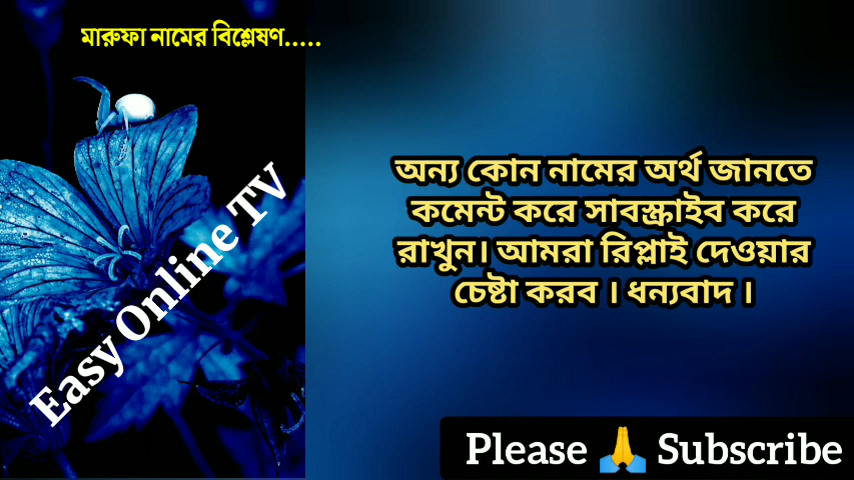 মারুফা নামের বিশ্লেষণ.....
Easy Online TV
অন্য কোন নামের অর্থ জানতে
কমেন্ট করে সাবস্ক্রাইব করে
রাখুন। আমরা রিপ্লাই দেওয়ার
চেষ্টা করব । ধন্যবাদ ।
Please 🙏 Subscribe